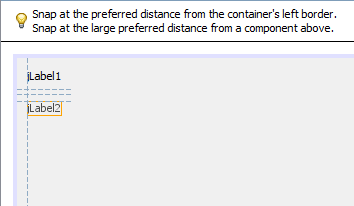 Snap at the preferred distance from the container's left border.
Snap at the large preferred distance from a component above.
jLabel1
jLabel2